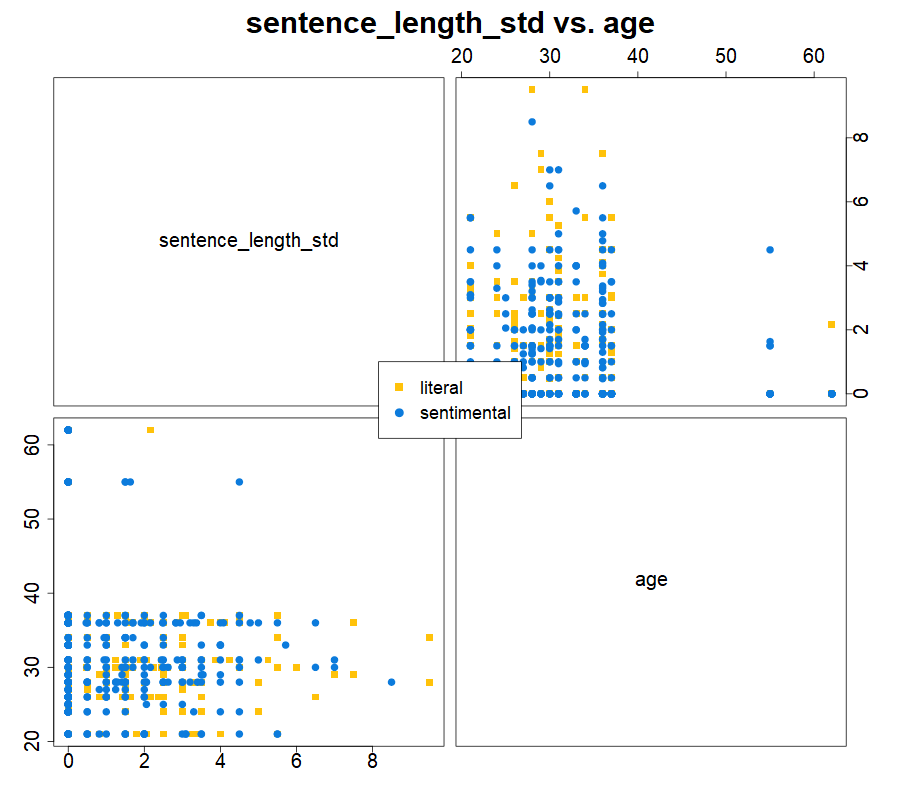 sentence_length_std vs. age
20 30 40 50 60
sentence_length_std
0 2 4 6 8
literal
sentimental
20 30 40 50 60
age
0 2 4 6 8